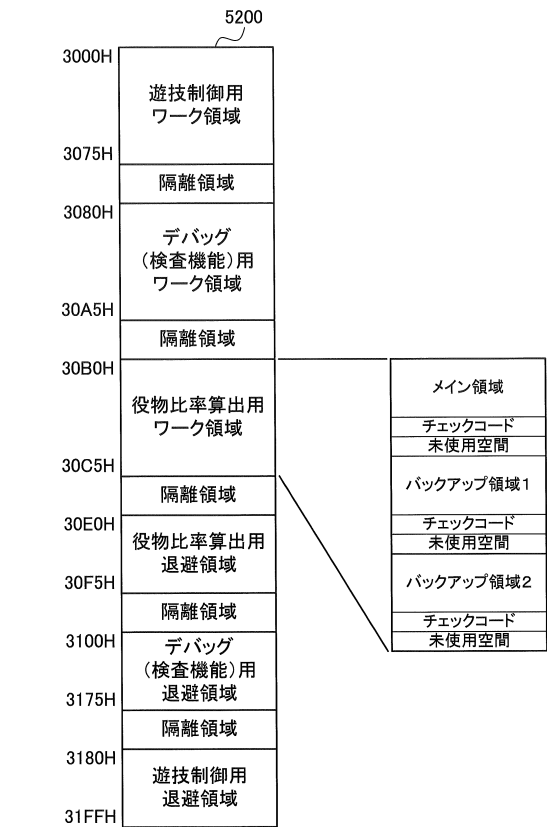 5200
3000H
遊技制御用
ワーク領域
3075H
隔離領域
3080H
デバッグ
(検査機能)用
ワーク領域
30A5H
隔離領域
30B0H
役物比率算出用
ワーク領域
30C5H
隔離領域
30E0H
役物比率算出用
退避領域
30F5H
隔離領域
3100H
デバッグ
(検査機能)用
退避領域
3175H
隔離領域
3180H
遊技制御用
退避領域
31FFH
メイン領域
チェックコード
未使用空間
バックアップ領域1
チェックコード
未使用空間
バックアップ領域2
チェックコード
未使用空間